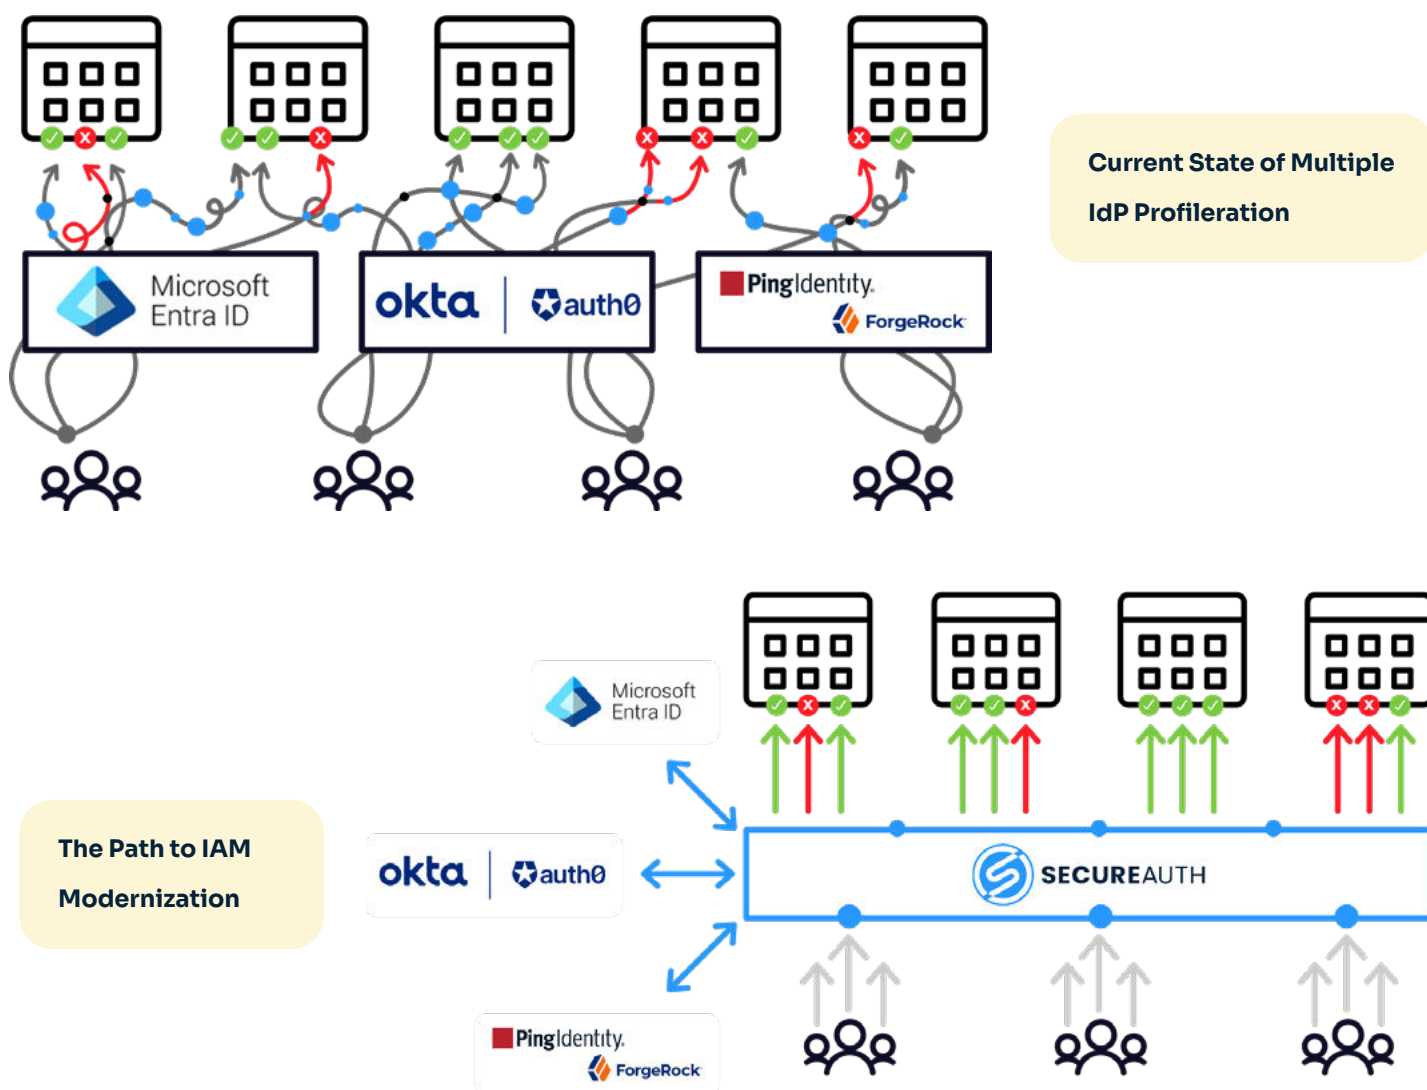 Current State of Multiple
IdP Profileration
Microsoft
Entra ID
okta
auth0
PingIdentity.
ForgeRock
Microsoft
Entra ID
The Path to IAM
Modernization
okta
auth0
SECUREAUTH
PingIdentity.
ForgeRock